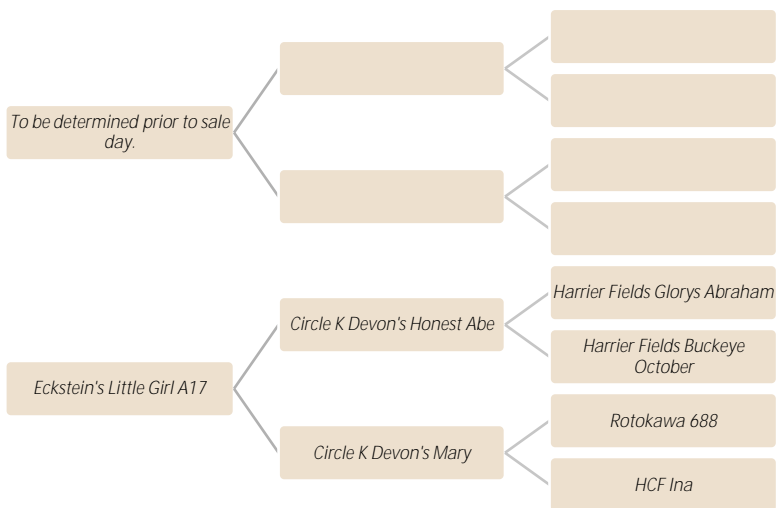 To be determined prior to sale
day.
Harrier Fields Glorys Abraham
Circle K Devon's Honest Abe
Harrier Fields Buckeye
October
Eckstein's Little Girl A17
Rotokawa 688
Circle K Devon's Mary
HCF Ina